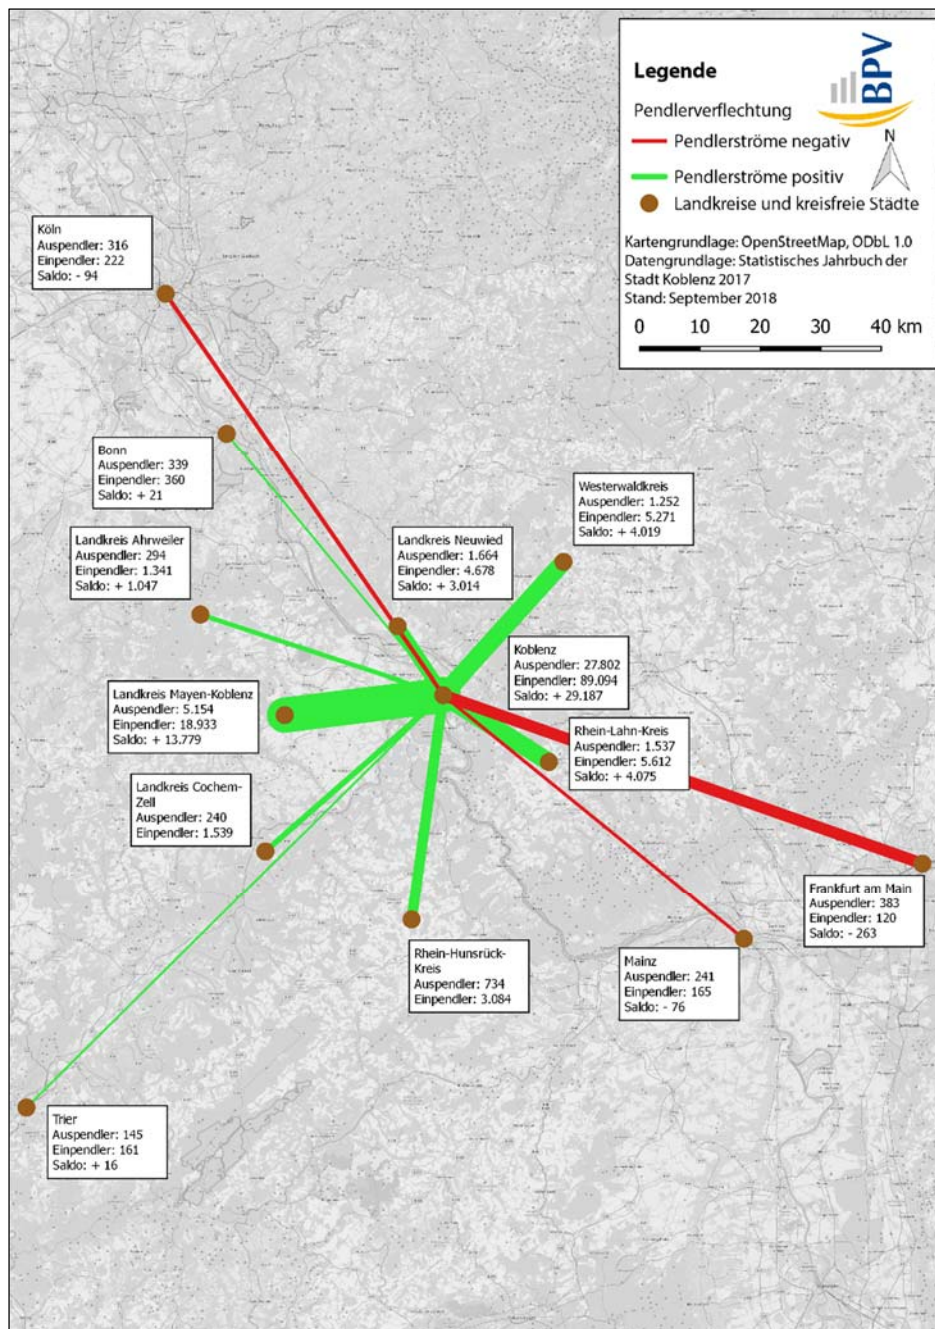 Legende
BPV
Pendlerverflechtung
N
Pendlerströme negativ
Pendlerströme positiv
Landkreise und kreisfreie Städte
Kartengrundlage: OpenStreetMap, ODbL 1.0
Datengrundlage: Statistisches Jahrbuch der
Stadt Koblenz 2017
Stand: September 2018
0 10 20 30 40 km
Köln
Auspendler: 316
Einpendler: 222
Saldo: - 94
Bonn
Auspendler: 339
Einpendler: 360
Saldo: + 21
Westerwaldkreis
Auspendler: 1.252
Einpendler: 5.271
Saldo: + 4.019
Landkreis Ahrweiler
Auspendler: 294
Einpendler: 1.341
Saldo: + 1.047
Landkreis Neuwied
Auspendler: 1.664
Einpendler: 4.678
Saldo: + 3.014
Koblenz
Auspendler: 27.802
Einpendler: 89.094
Saldo: + 29.187
Landkreis Mayen-Koblenz
Auspendler: 5.154
Einpendler: 18.933
Saldo: + 13.779
Rhein-Lahn-Kreis
Auspendler: 1.537
Einpendler: 5.612
Saldo: + 4.075
Landkreis Cochem-
Zell
Auspendler: 240
Einpendler: 1.539
Frankfurt am Main
Auspendler: 383
Einpendler: 120
Saldo: - 263
Rhein-Hunsrück-
Kreis
Auspendler: 734
Einpendler: 3.084
Mainz
Auspendler: 241
Einpendler: 165
Saldo: - 76
Trier
Auspendler: 145
Einpendler: 161
Saldo: + 16